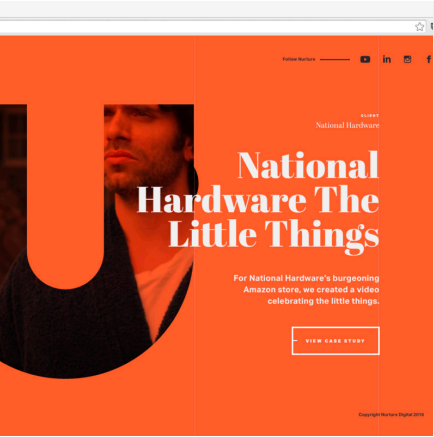 Follow Nurture
CLIENT
National Hardware
National
Hardware The
Little Things
For National Hardware's burgeoning
Amazon store, we created a video
celebrating the little things.
VIEW CASE STUDY
Copyright Nurture Digital 2016